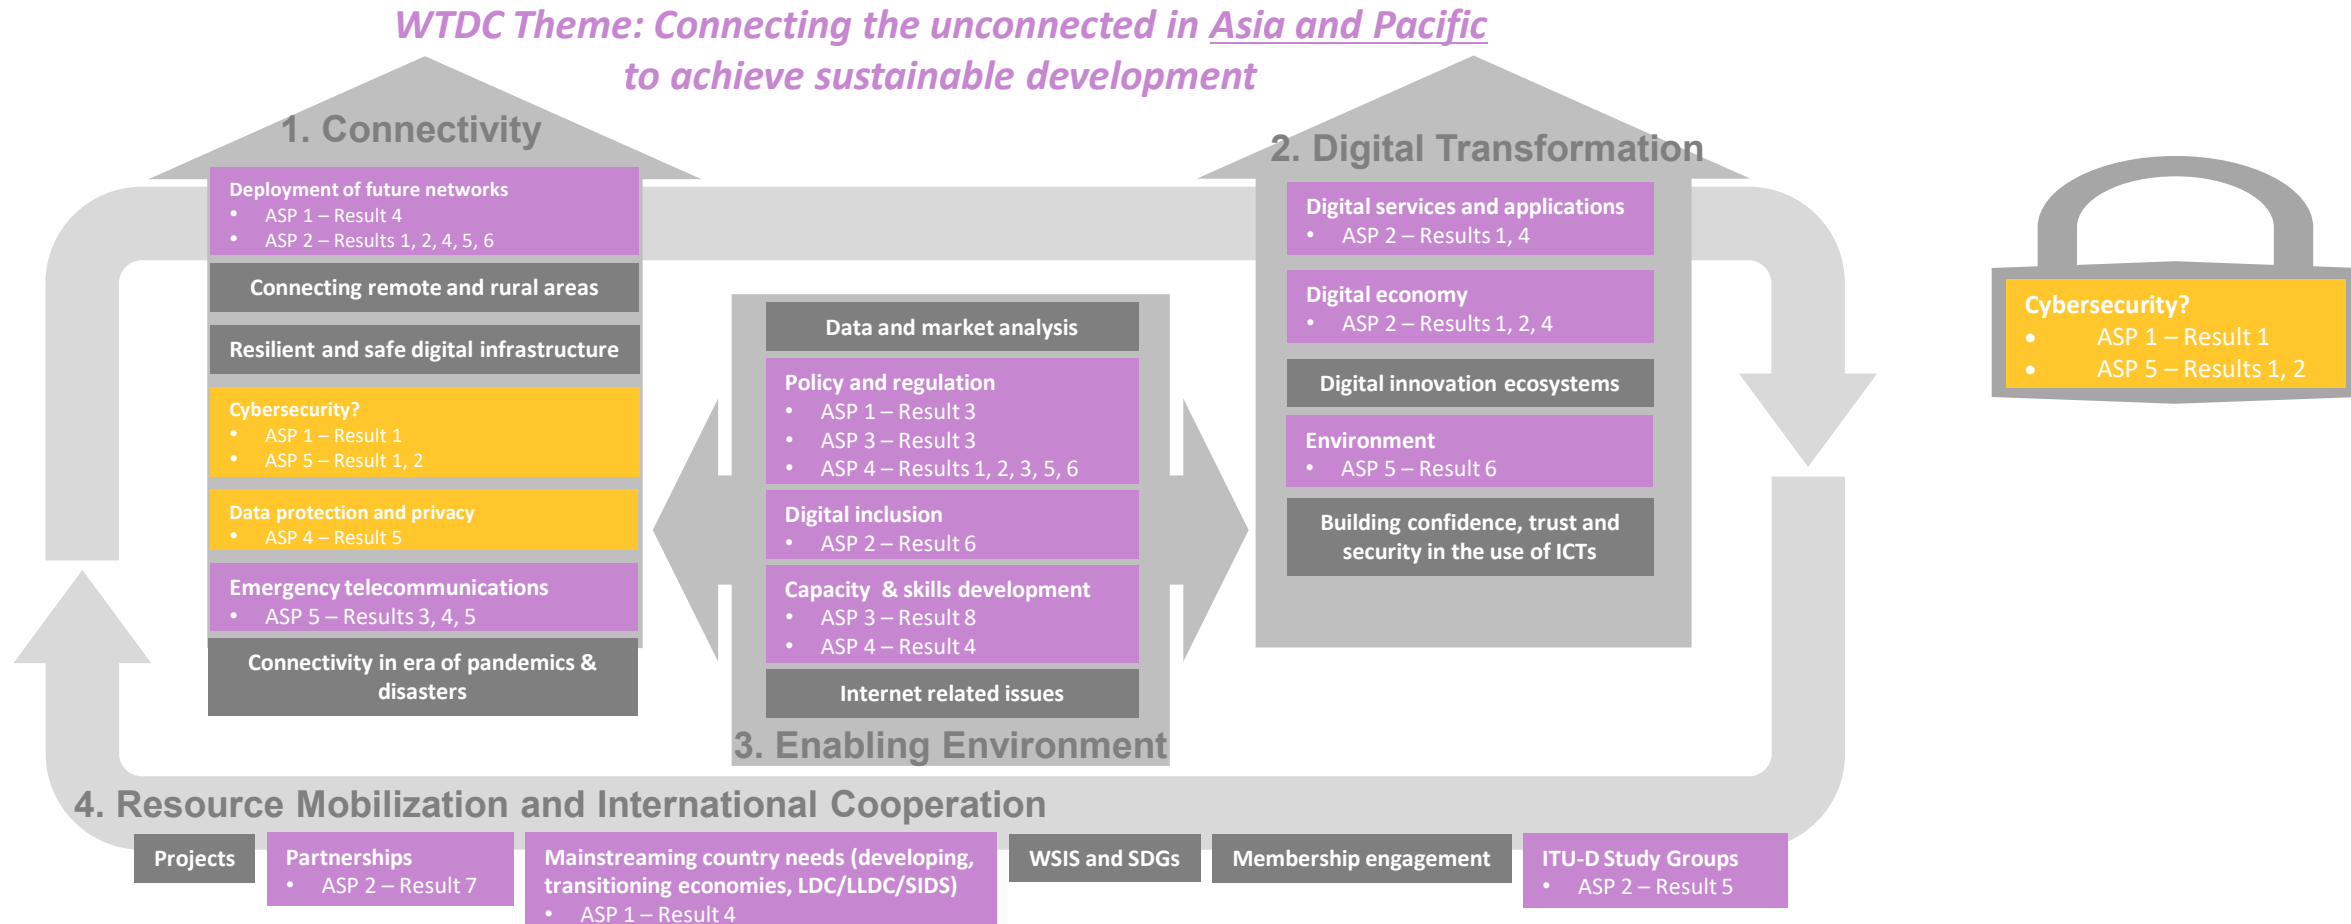 WTDC Theme: Connecting the unconnected in Asia and Pacific
to achieve sustainable development
1. Connectivity
Deployment of future networks
• ASP 1 – Result 4
• ASP 2 – Results 1, 2, 4, 5, 6
Connecting remote and rural areas
Resilient and safe digital infrastructure
Cybersecurity?
• ASP 1 – Result 1
• ASP 5 – Result 1, 2
Data protection and privacy
• ASP 4 – Result 5
Emergency telecommunications
• ASP 5 – Results 3, 4, 5
Connectivity in era of pandemics &
disasters
Data and market analysis
Policy and regulation
• ASP 1 – Result 3
• ASP 3 – Result 3
• ASP 4 – Results 1, 2, 3, 5, 6
Digital inclusion
• ASP 2 – Result 6
Capacity & skills development
• ASP 3 – Result 8
• ASP 4 – Result 4
Internet related issues
3. Enabling Environment
2. Digital Transformation
Digital services and applications
• ASP 2 – Results 1, 4
Digital economy
• ASP 2 – Results 1, 2, 4
Digital innovation ecosystems
Environment
• ASP 5 – Result 6
Building confidence, trust and
security in the use of ICTs
Cybersecurity?
• ASP 1 – Result 1
• ASP 5 – Results 1, 2
4. Resource Mobilization and International Cooperation
Projects
Partnerships
• ASP 2 – Result 7
Mainstreaming country needs (developing,
transitioning economies, LDC/LLDC/SIDS)
• ASP 1 – Result 4
WSIS and SDGs
Membership engagement
ITU-D Study Groups
• ASP 2 – Result 5